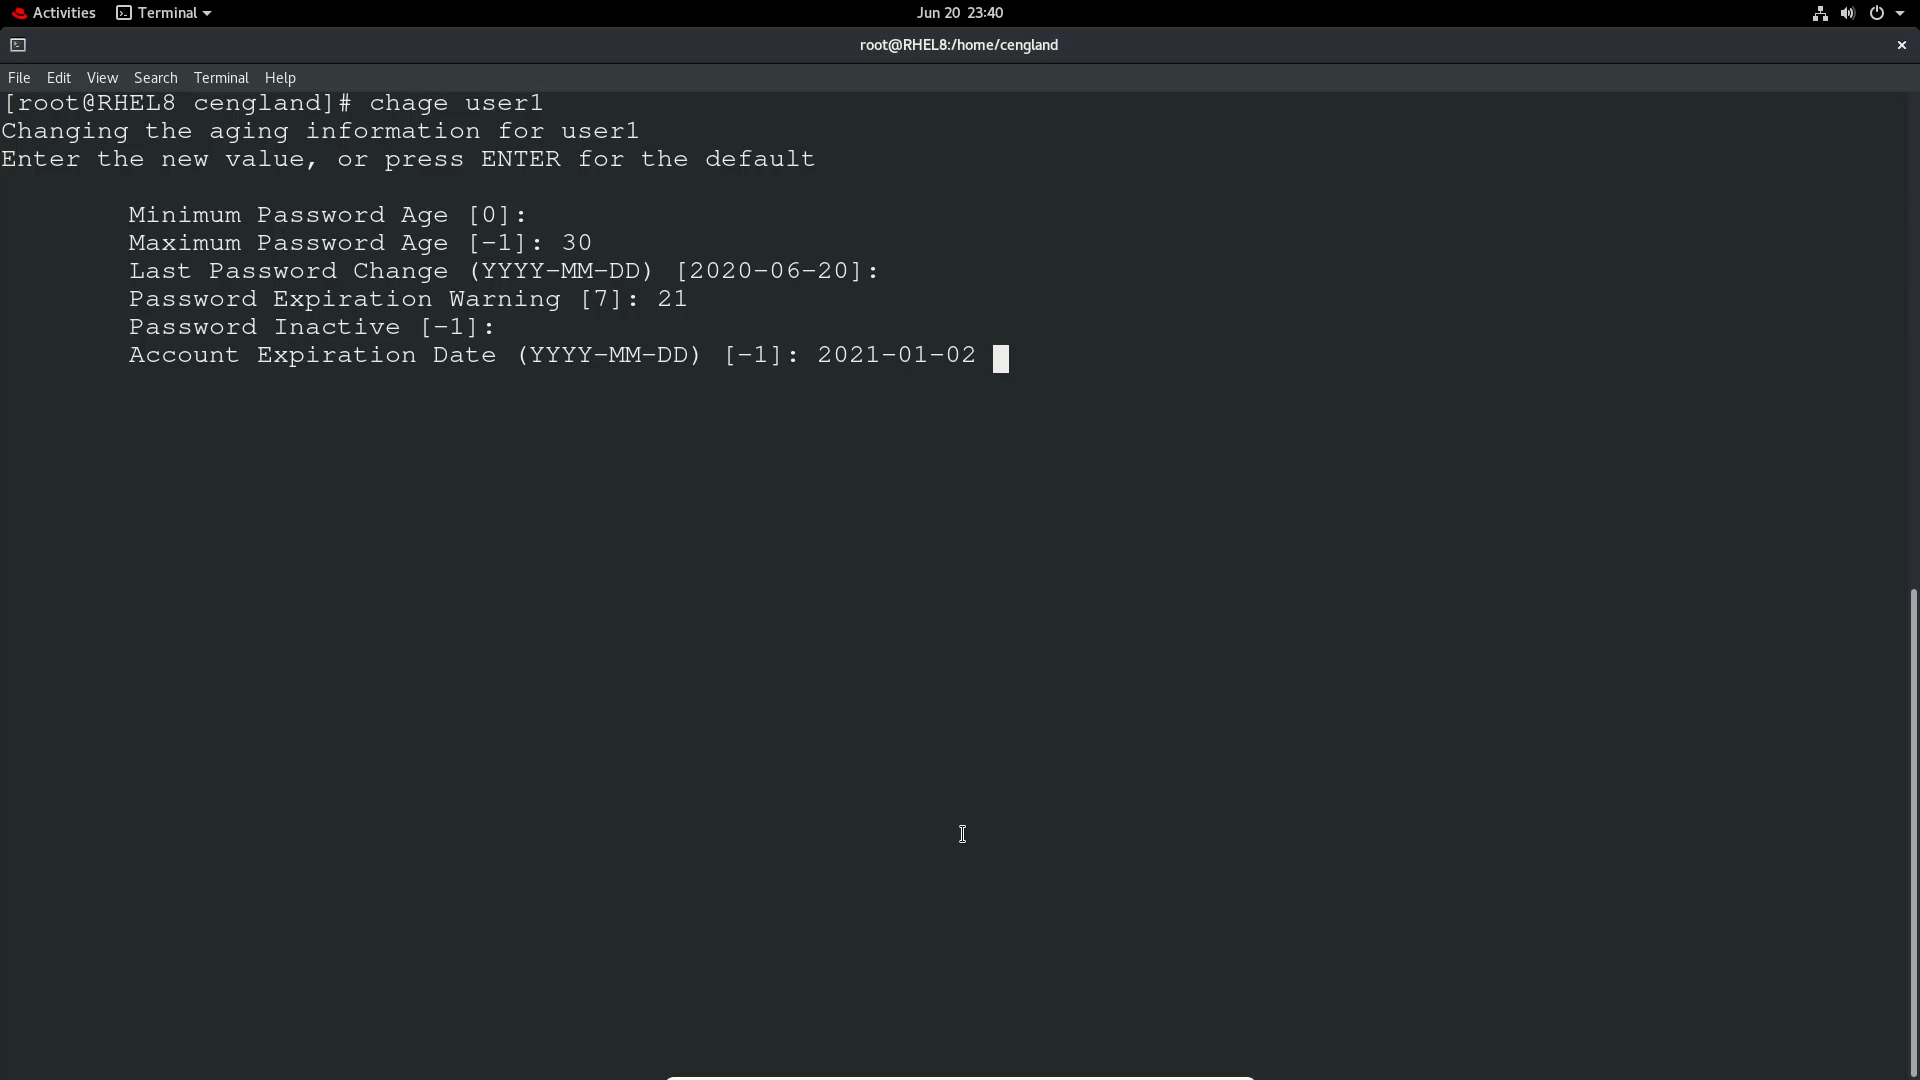 Activities Terminal Jun 20 23:40
root@RHEL8:/home/cengland
File Edit View Search Terminal Help
[root@RHEL8 cengland]# chage user1
Changing the aging information for user1
Enter the new value, or press ENTER for the default
Minimum Password Age [0]:
Maximum Password Age [-1]: 30
Last Password Change (YYYY-MM-DD) [2020-06-20]:
Password Expiration Warning [7]: 21
Password Inactive [-1]:
Account Expiration Date (YYYY-MM-DD) [-1]: 2021-01-02